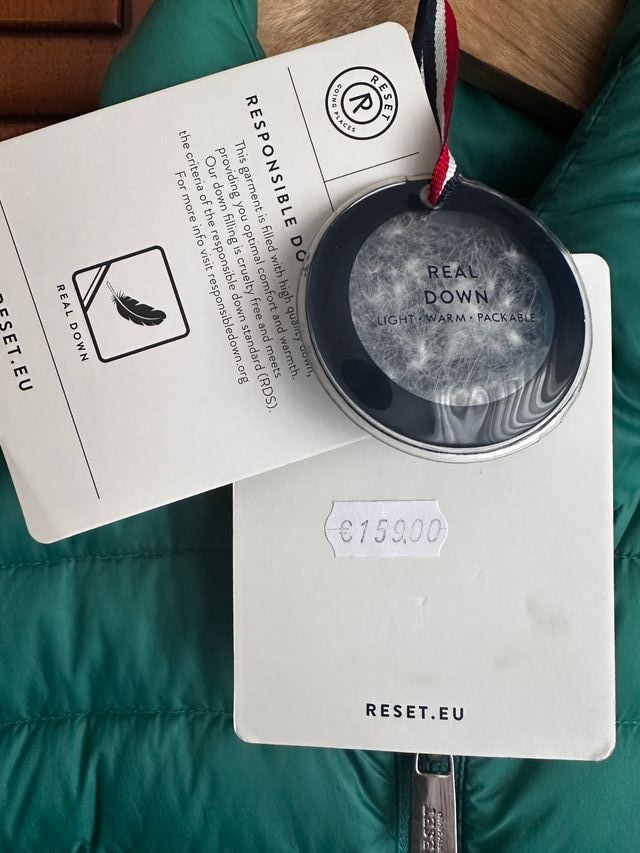 RESET
GOING PLACES
R
RESPONSIBLE DO
This garment is filled with high quality down,
providing you optimal comfort and warmth.
Our down filling is cruelty free and meets
the criteria of the responsible down standard (RDS).
For more info visit responsibledown.org
REAL DOWN
RESET.EU
REAL
DOWN
LIGHT • WARM • PACKABLE
€159.00
RESET.EU